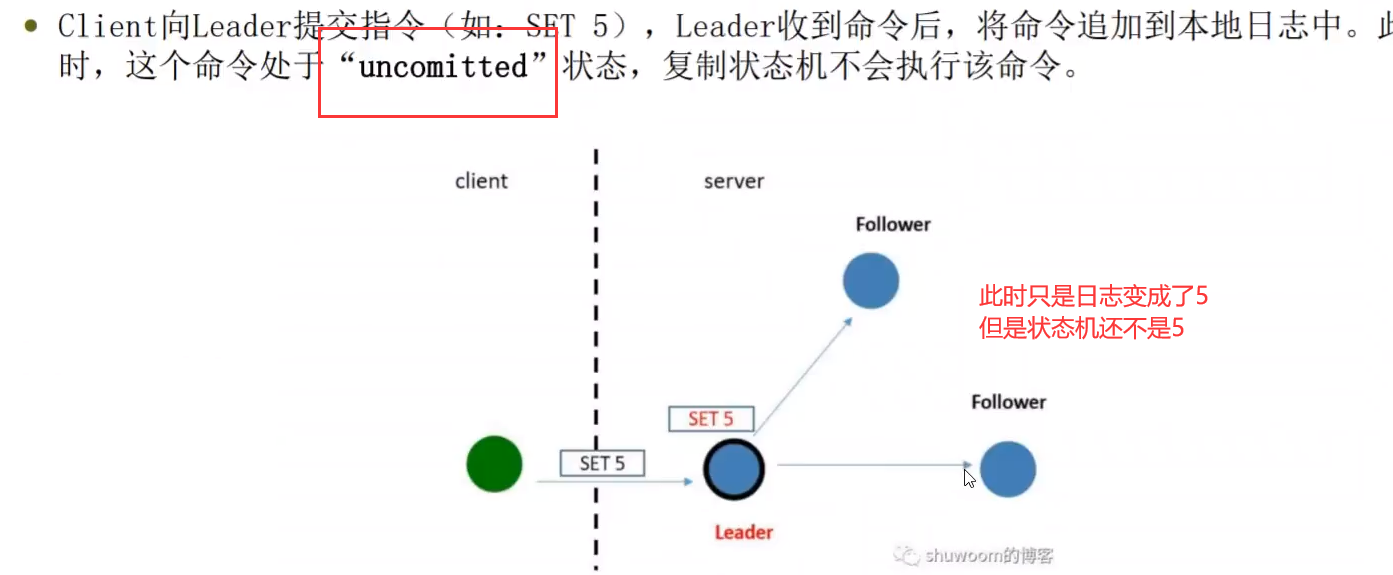 Client向Leader提交指令（如：SET 5），Leader收到命令后，将命令追加到本地日志中。此
时，这个命令处于“uncomitted”状态，复制状态机不会执行该命令。
client
server
Follower
此时只是日志变成了5
但是状态机还不是5
Follower
SET 5
SET 5
Leader
shuwoom的博客